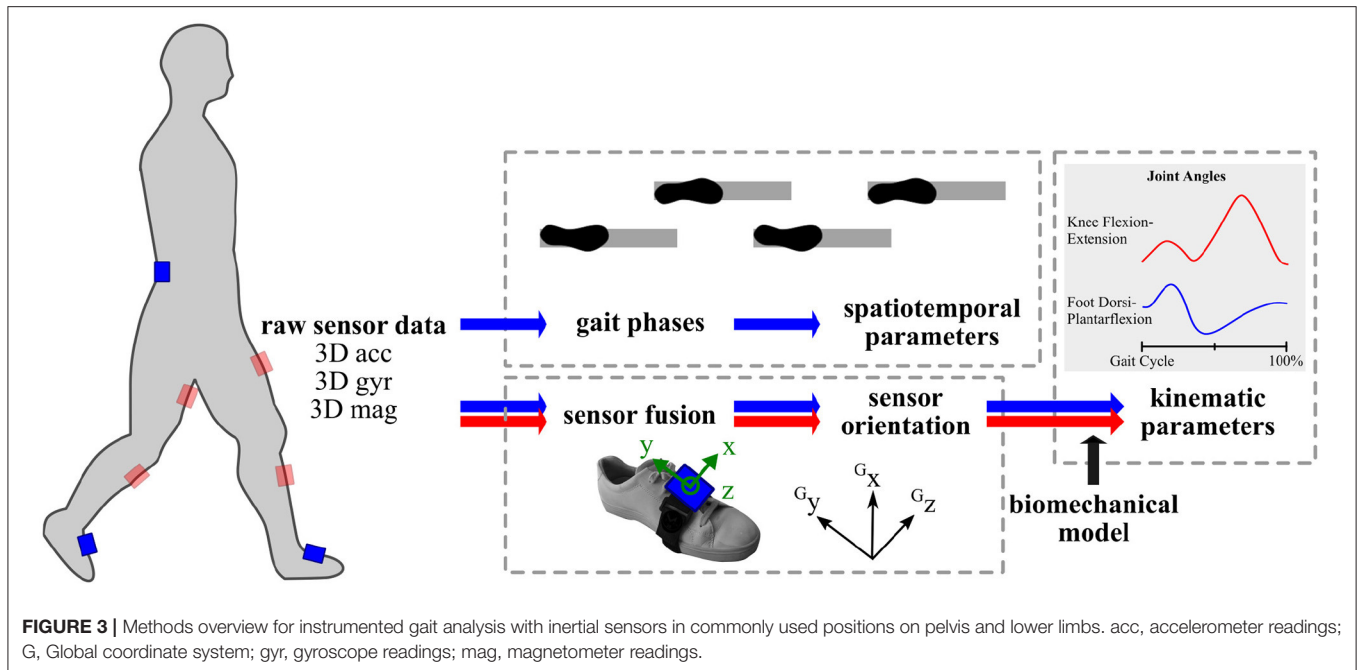 raw sensor data
3D acc
3D gyr
3D mag
gait phases
spatiotemporal
parameters
Joint Angles
Knee Flexion-
Extension
Foot Dorsi-
Plantarflexion
Gait Cycle
100%
sensor fusion
sensor
orientation
kinematic
parameters
y
x
z
Gy
Gx
Gz
biomechanical
model
FIGURE 3 | Methods overview for instrumented gait analysis with inertial sensors in commonly used positions on pelvis and lower limbs. acc, accelerometer readings;
G, Global coordinate system; gyr, gyroscope readings; mag, magnetometer readings.